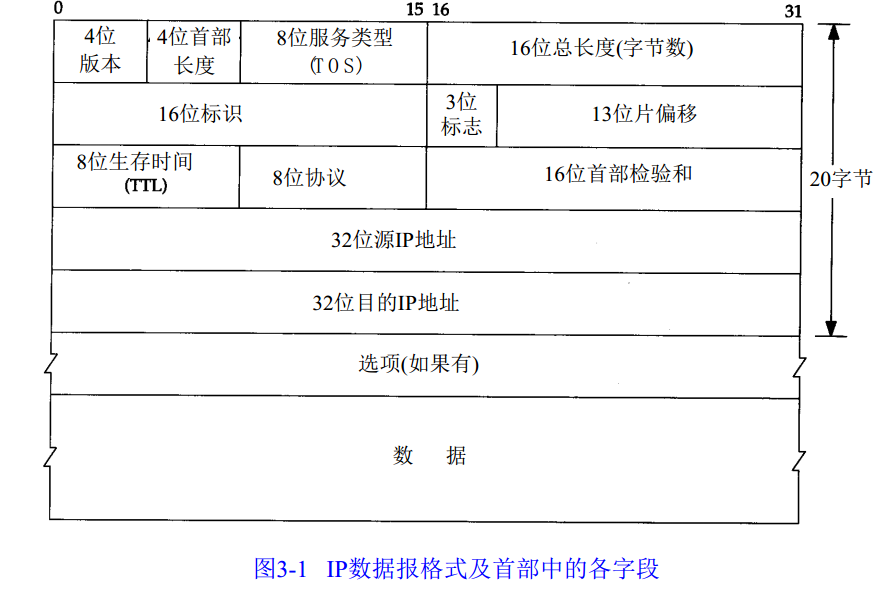 0 15 16 31
4位 4位首部 8位服务类型 16位总长度(字节数)
版本 长度 (TOS)
16位标识 3位 13位片偏移
标志
8位生存时间 8位协议 16位首部检验和 20字节
(TTL)
32位源IP地址
32位目的IP地址
选项(如果有)
数 据
图3-1 IP数据报格式及首部中的各字段